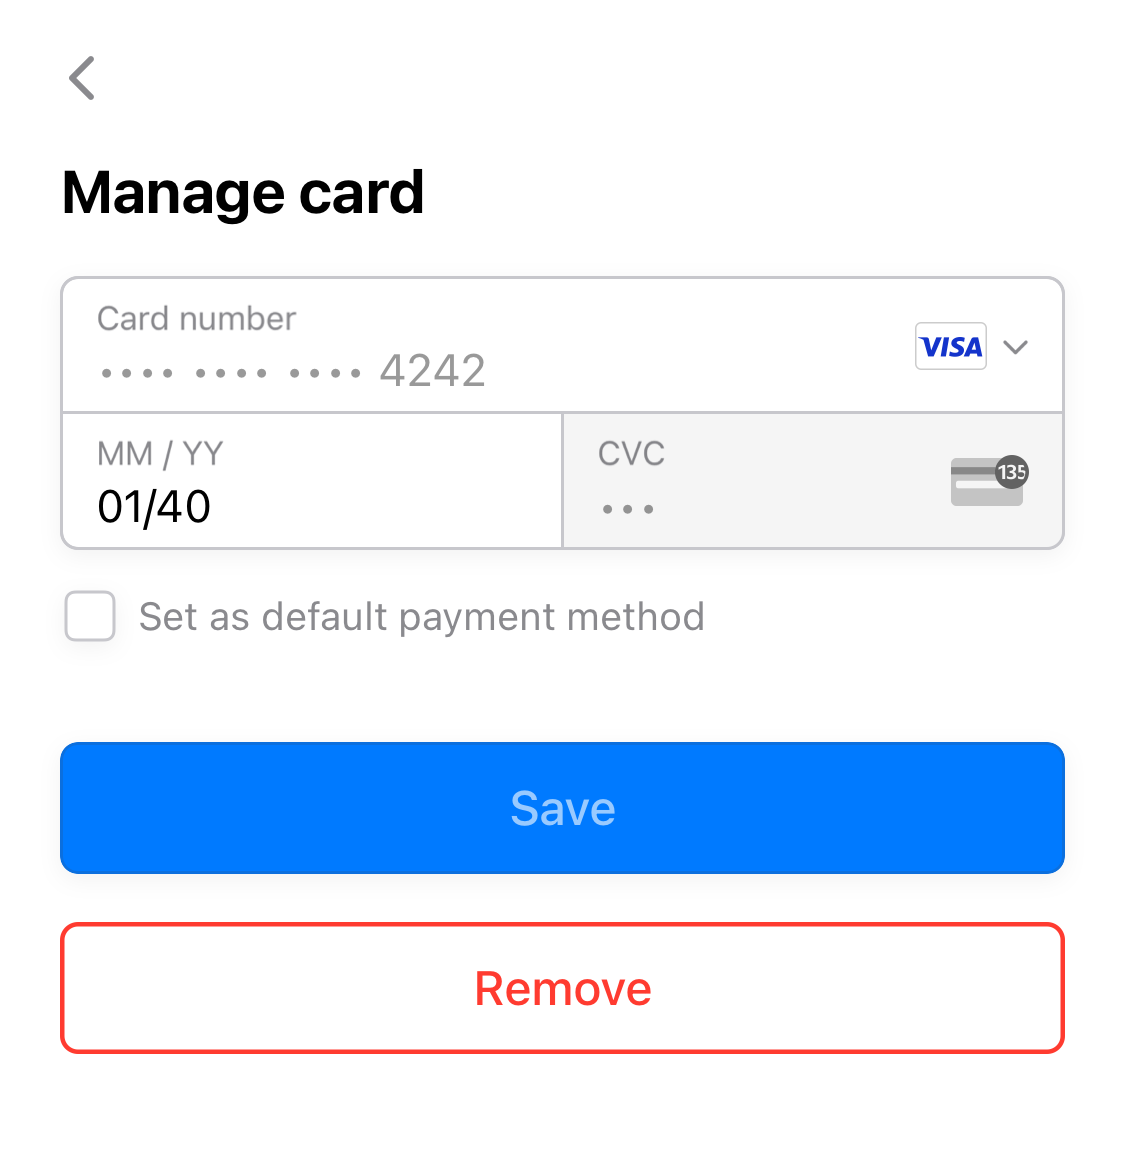 Manage card
Card number
•••• •••• •••• 4242
VISA
MM / YY
01/40
CVC
•••
135
Set as default payment method
Save
Remove